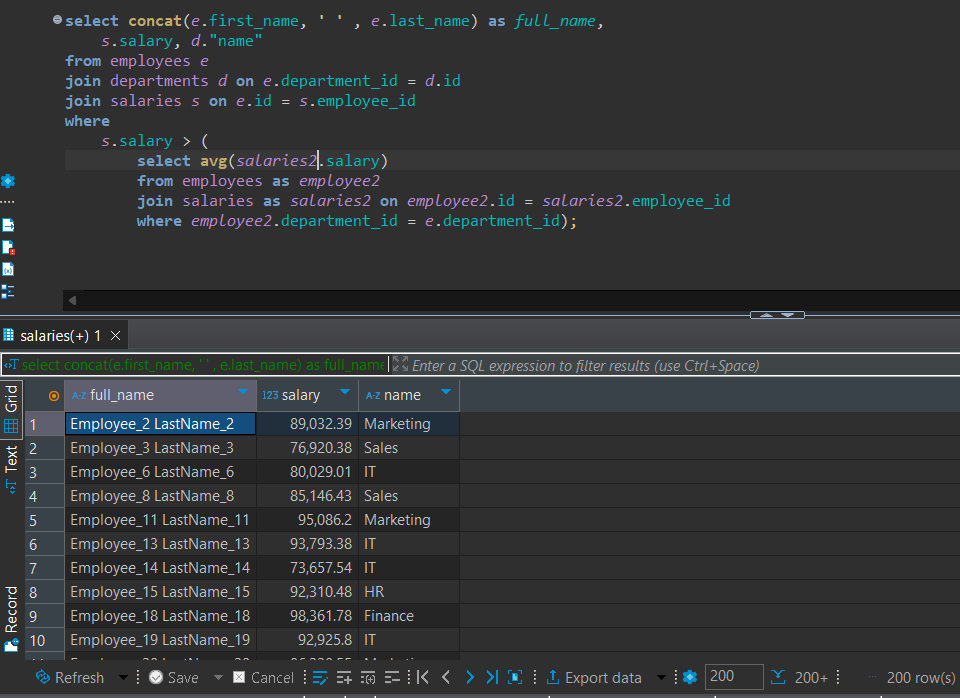 select concat(e.first_name, ' ' , e.last_name) as full_name,
s.salary, d."name"
from employees e
join departments d on e.department_id = d.id
join salaries s on e.id = s.employee_id
where
s.salary > (
select avg(salaries2.salary)
from employees as employee2
join salaries as salaries2 on employee2.id = salaries2.employee_id
where employee2.department_id = e.department_id);
salaries(+) 1
select concat(e.first_name, ' ' , e.last_name) as full_name
Enter a SQL expression to filter results (use Ctrl+Space)
Grid
Text
Record
A-Z full_name 123 salary A-Z name
1 Employee_2 LastName_2 89,032.39 Marketing
2 Employee_3 LastName_3 76,920.38 Sales
3 Employee_6 LastName_6 80,029.01 IT
4 Employee_8 LastName_8 85,146.43 Sales
5 Employee_11 LastName_11 95,086.2 Marketing
6 Employee_13 LastName_13 93,793.38 IT
7 Employee_14 LastName_14 73,657.54 IT
8 Employee_15 LastName_15 92,310.48 HR
9 Employee_18 LastName_18 98,361.78 Finance
10 Employee_19 LastName_19 92,925.8 IT
Refresh Save Cancel Export data 200 200+ 200 row(s)